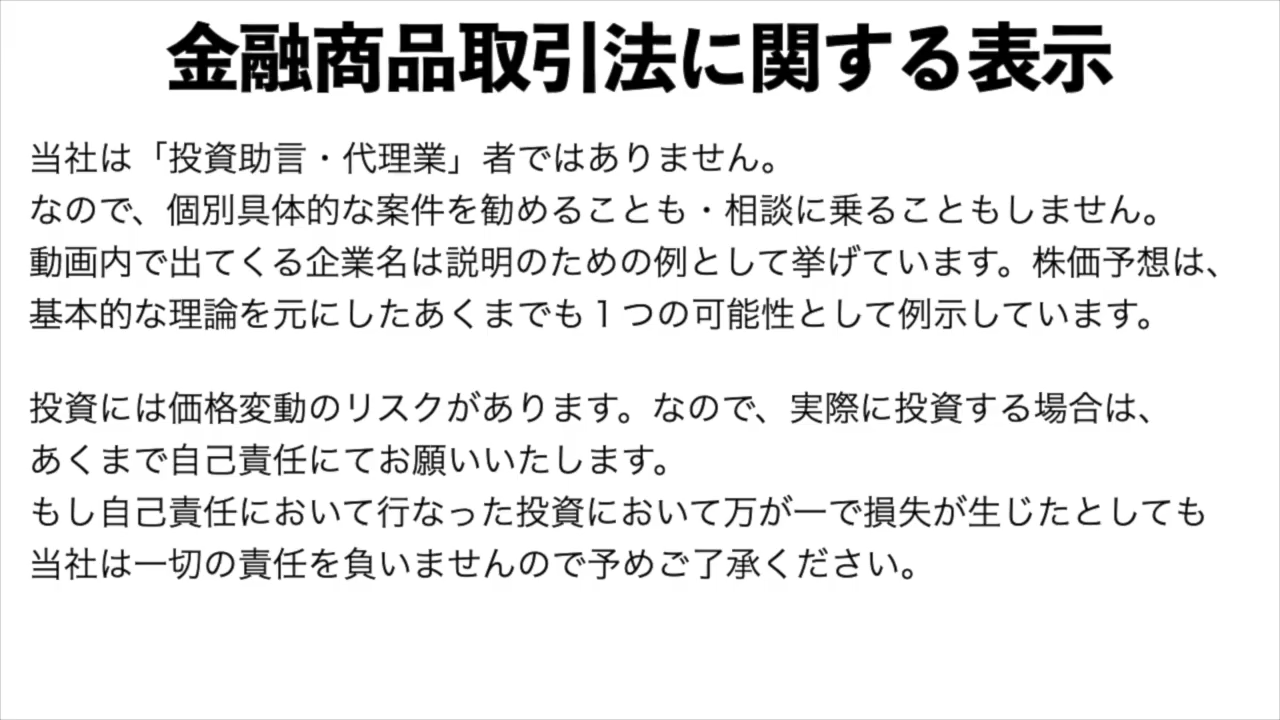 金融商品取引法に関する表示
当社は「投資助言・代理業」者ではありません。
なので、個別具体的な案件を勧めることも・相談に乗ることもしません。
動画内で出てくる企業名は説明のための例として挙げています。株価予想は、
基本的な理論を元にしたあくまでも１つの可能性として例示しています。
投資には価格変動のリスクがあります。なので、実際に投資する場合は、
あくまで自己責任にてお願いいたします。
もし自己責任において行なった投資において万が一で損失が生じたとしても
当社は一切の責任を負いませんので予めご了承ください。